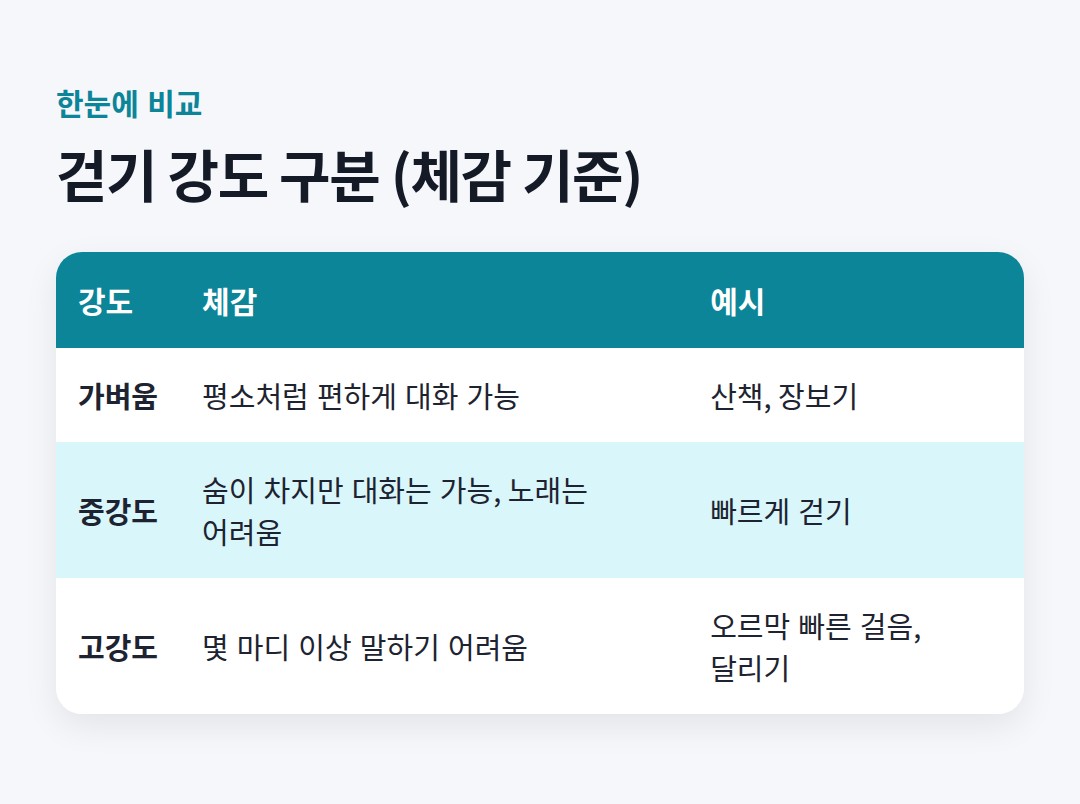 한눈에 비교
걷기 강도 구분 (체감 기준)
강도 체감 예시
가벼움 평소처럼 편하게 대화 가능 산책, 장보기
중강도 숨이 차지만 대화는 가능, 노래는
어려움 빠르게 걷기
고강도 몇 마디 이상 말하기 어려움 오르막 빠른 걸음,
달리기